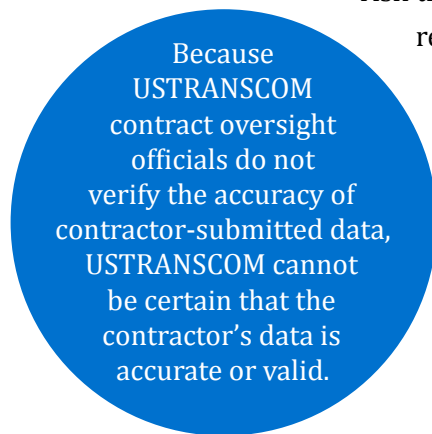 Because
USTRANSCOM
contract oversight
officials do not
verify the accuracy of
contractor-submitted data,
USTRANSCOM cannot
be certain that the
contractor’s data is
accurate or valid.